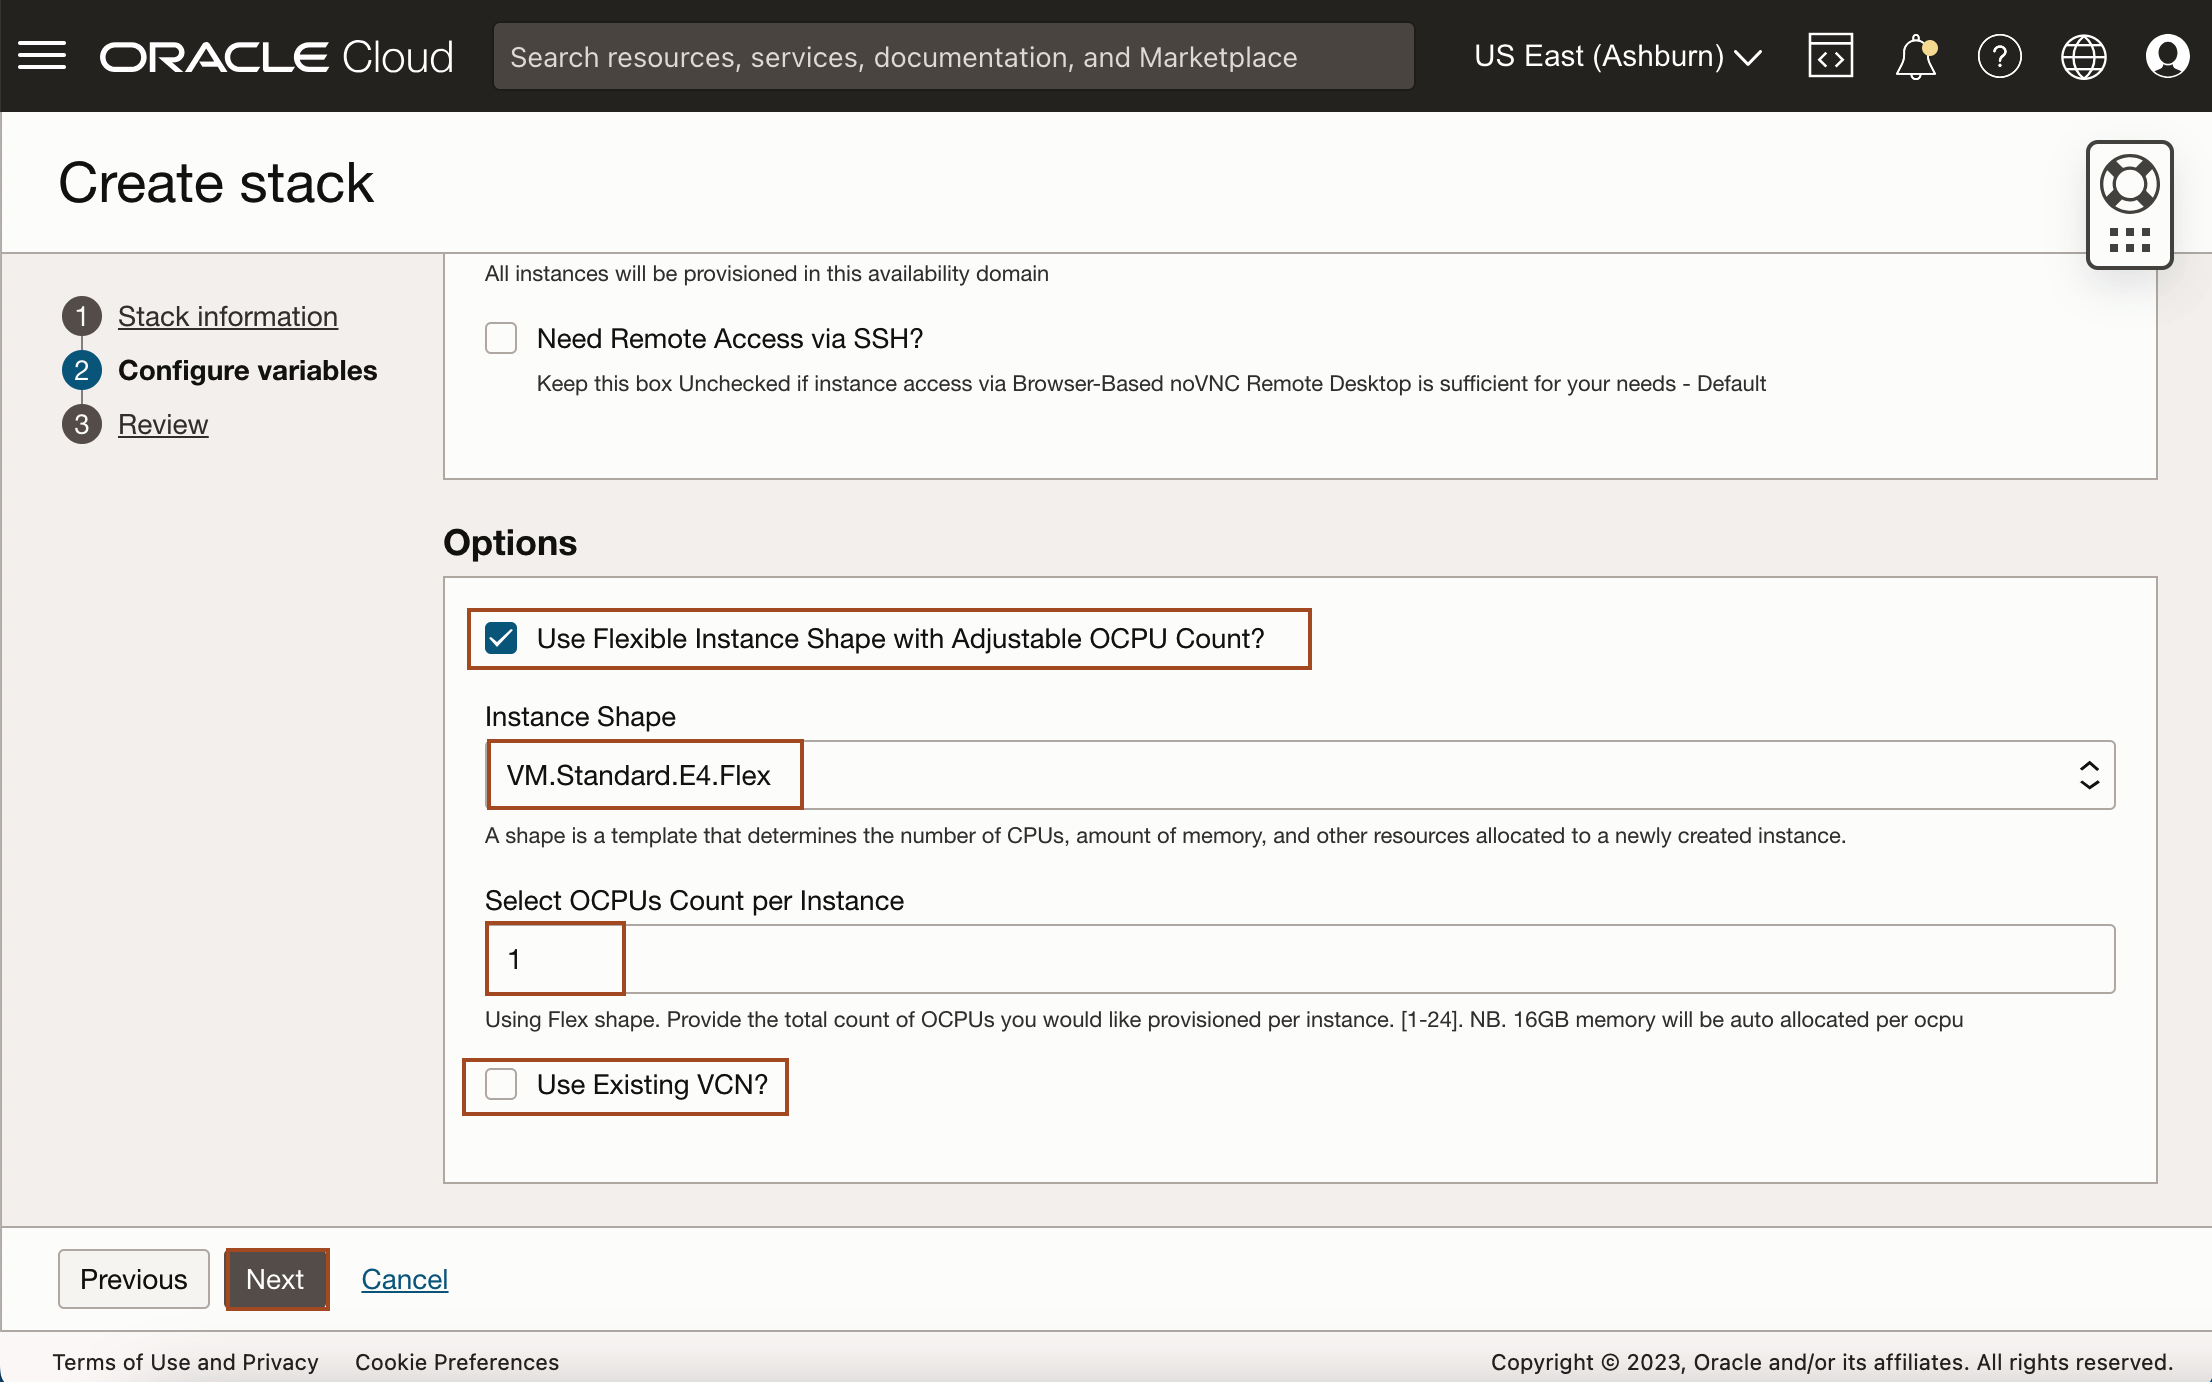 ORACLE Cloud
Search resources, services, documentation, and Marketplace
US East (Ashburn)
Create stack
1 Stack information
2 Configure variables
3 Review
All instances will be provisioned in this availability domain
Need Remote Access via SSH?
Keep this box Unchecked if instance access via Browser-Based noVNC Remote Desktop is sufficient for your needs - Default
Options
Use Flexible Instance Shape with Adjustable OCPU Count?
Instance Shape
VM.Standard.E4.Flex
A shape is a template that determines the number of CPUs, amount of memory, and other resources allocated to a newly created instance.
Select OCPUs Count per Instance
1
Using Flex shape. Provide the total count of OCPUs you would like provisioned per instance. [1-24]. NB. 16GB memory will be auto allocated per ocpu
Use Existing VCN?
Previous Next Cancel
Terms of Use and Privacy Cookie Preferences
Copyright © 2023, Oracle and/or its affiliates. All rights reserved.